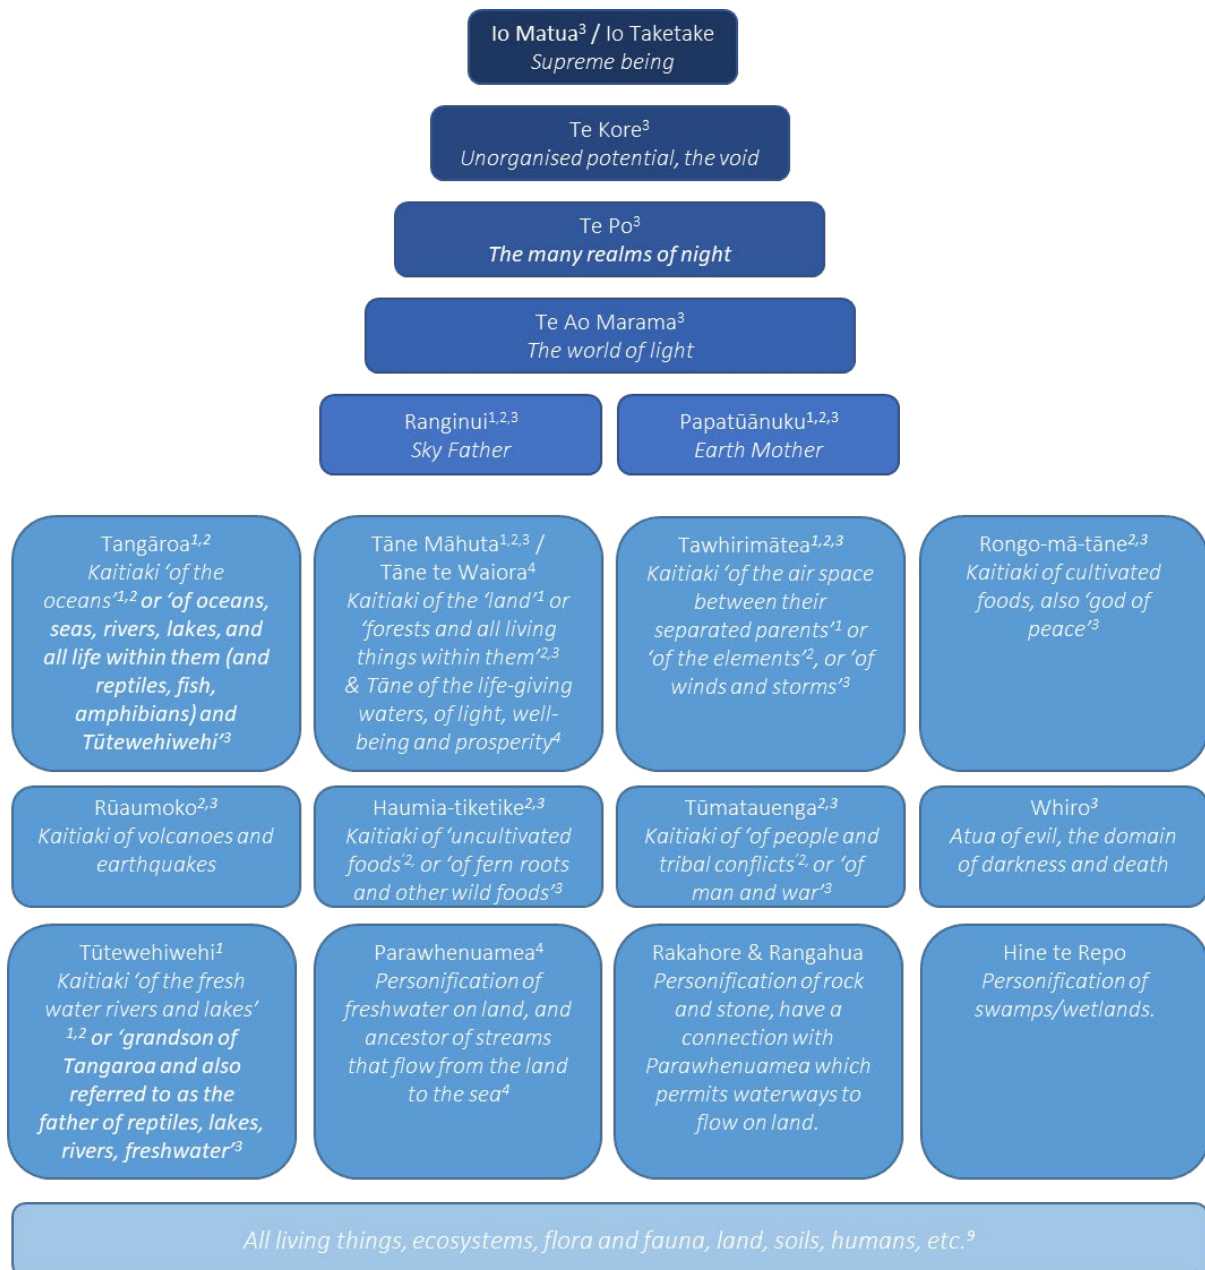 Io Matua³ / Io Taketake
Supreme being
Te Kore³
Unorganised potential, the void
Te Po³
The many realms of night
Te Ao Marama³
The world of light
Ranginui¹,²,³
Sky Father
Papatūānuku¹,²,³
Earth Mother
Tangāroa¹,²
Kaitiaki ‘of the
oceans’¹,² or ‘of oceans,
seas, rivers, lakes, and
all life within them (and
reptiles, fish,
amphibians) and
Tūtewehiwehi’³
Tāne Māhuta¹,²,³ /
Tāne te Waiora⁴
Kaitiaki of the ‘land’¹ or
‘forests and all living
things within them’²,³
& Tāne of the life-giving
waters, of light, well-
being and prosperity⁴
Tawhirimātea¹,²,³
Kaitiaki ‘of the air space
between their
separated parents’¹ or
‘of the elements’², or ‘of
winds and storms’³
Rongo-mā-tāne²,³
Kaitiaki of cultivated
foods, also ‘god of
peace’³
Rūaumoko²,³
Kaitiaki of volcanoes and
earthquakes
Haumia-tiketike²,³
Kaitiaki of ‘uncultivated
foods’², or ‘of fern roots
and other wild foods’³
Tūmatauenga²,³
Kaitiaki of ‘of people and
tribal conflicts’², or ‘of
man and war’³
Whiro³
Atua of evil, the domain
of darkness and death
Tūtewehiwehi¹
Kaitiaki ‘of the fresh
water rivers and lakes’
¹,² or ‘grandson of
Tangaroa and also
referred to as the
father of reptiles, lakes,
rivers, freshwater’³
Parawhenuamea⁴
Personification of
freshwater on land, and
ancestor of streams
that flow from the land
to the sea⁴
Rakahore & Rangahua
Personification of rock
and stone, have a
connection with
Parawhenuamea which
permits waterways to
flow on land.
Hine te Repo
Personification of
swamps/wetlands.
All living things, ecosystems, flora and fauna, land, soils, humans, etc.⁹